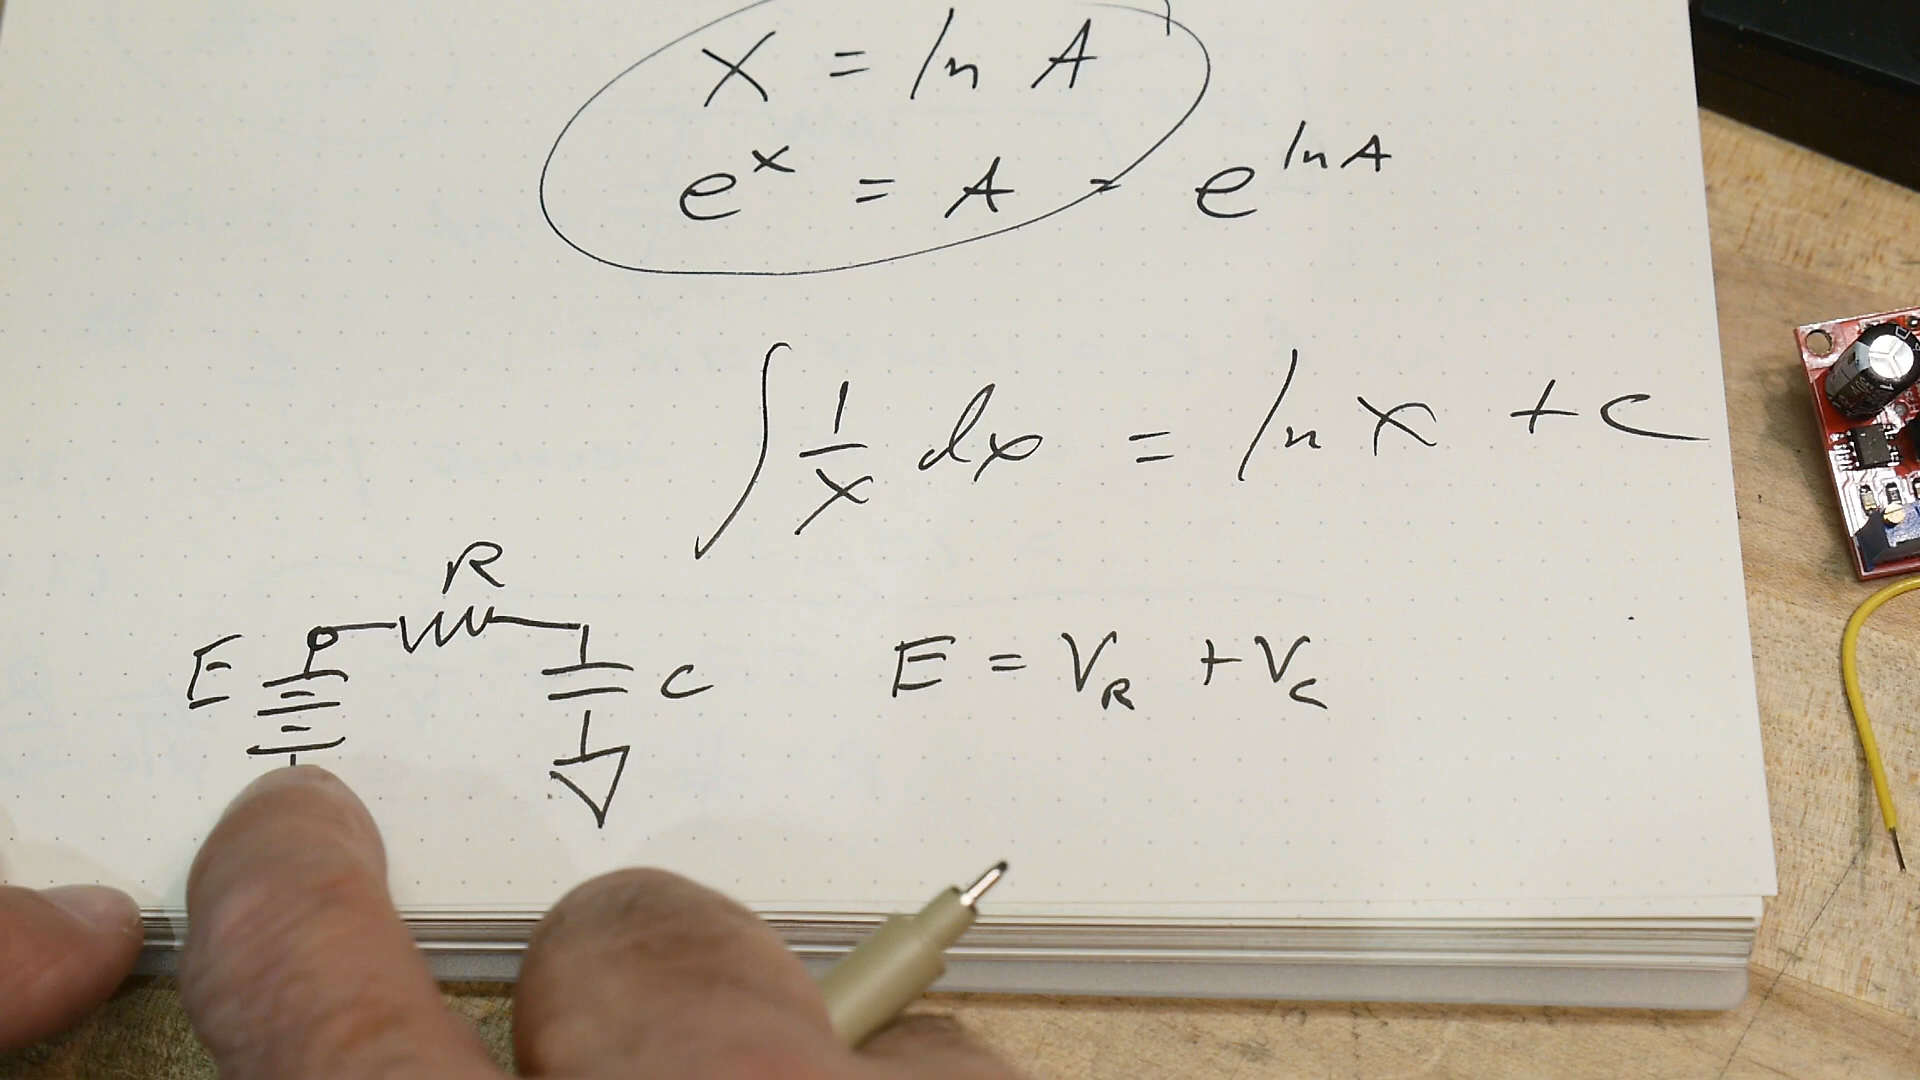 X = ln A
e^x = A = e^ln A
∫ 1/x dx = ln x + C
R
E
C
E = V_R + V_C